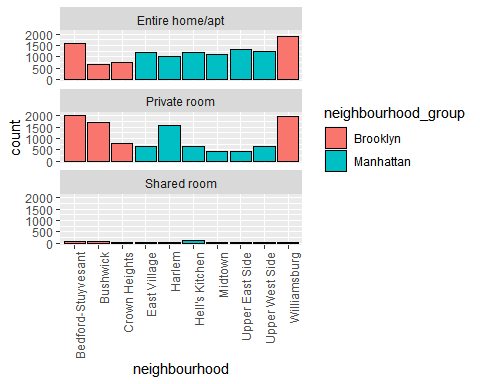 Entire home/apt
2000
1500
1000
500
0
Private room
2000
1500
1000
500
0
Shared room
2000
1500
1000
500
0
count
Bedford-Stuyvesant
Bushwick
Crown Heights
East Village
Harlem
Hell's Kitchen
Midtown
Upper East Side
Upper West Side
Williamsburg
neighbourhood
neighbourhood_group
Brooklyn
Manhattan